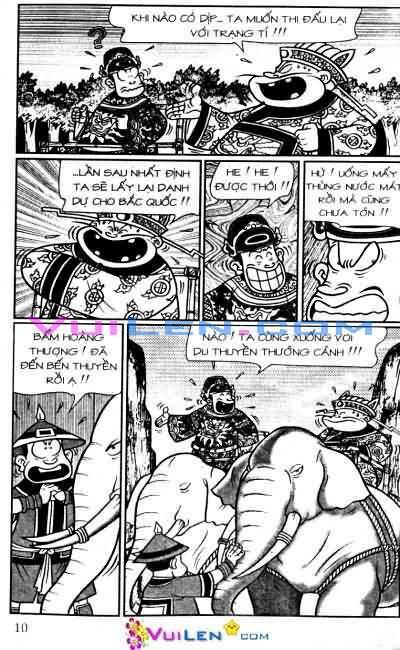 KHI NÀO CÓ DỊP... TA MUỐN THI ĐẤU LẠI
VỚI TRẠNG TÍ !!!
?
...LẦN SAU NHẤT ĐỊNH
TA SẼ LẤY LẠI DANH
DỰ CHO BẮC QUỐC !!
HE ! HE !
ĐƯỢC THÔI !
HỪ ! UỐNG MẤY
THÙNG NƯỚC MÁT
RỒI MÀ CŨNG
CHƯA TỞN !
VUILEN.COM
BẨM HOÀNG
THƯỢNG ! ĐÃ
ĐẾN BẾN THUYỀN
RỒI Ạ !!
NÀO ! TA CÙNG XUỐNG VOI
DU THUYỀN THƯỞNG CẢNH !!!
10
VUILEN.COM